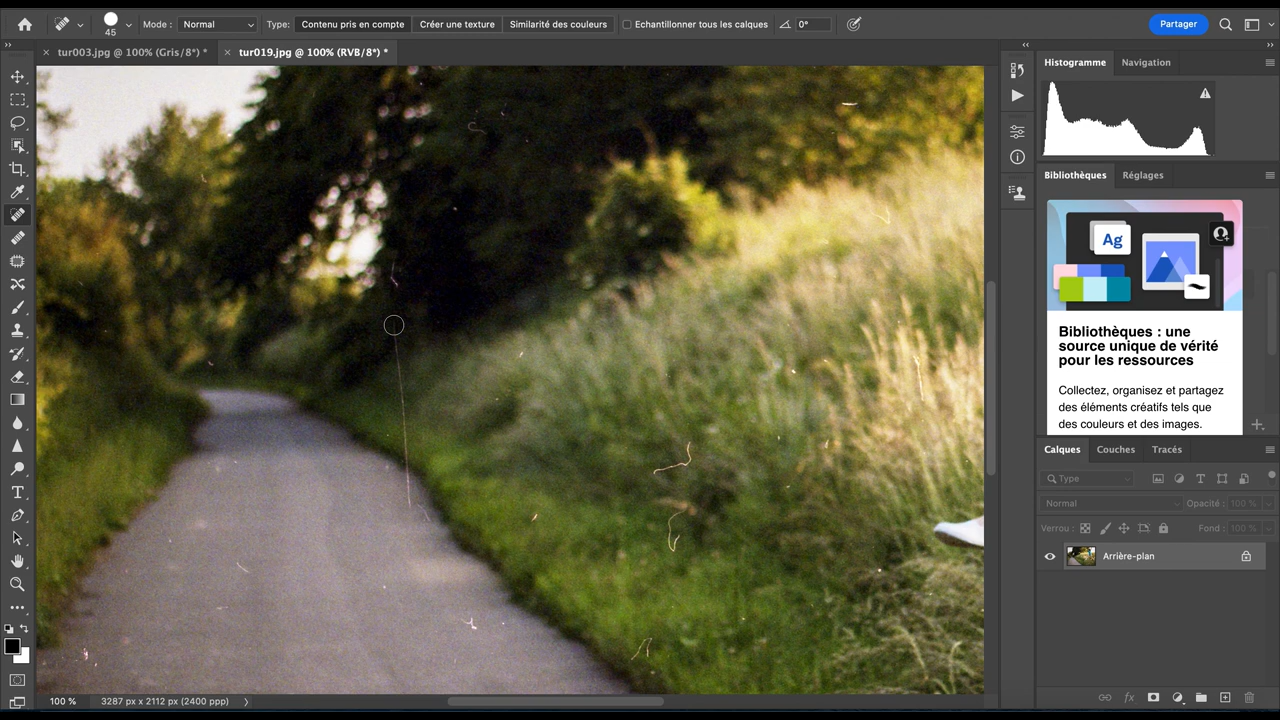 45
Mode : Normal
Type: Contenu pris en compte Créer une texture Similarité des couleurs
Echantillonner tous les calques
0°
Partager
tur003.jpg @ 100% (Gris/8*) *
tur019.jpg @ 100% (RVB/8*) *
Histogramme Navigation
Bibliothèques Réglages
Ag
Bibliothèques : une
source unique de vérité
pour les ressources
Collectez, organisez et partagez
des éléments créatifs tels que
des couleurs et des images.
Calques Couches Tracés
Type
Normal Opacité : 100 %
Verrou : Fond : 100 %
Arrière-plan
fx
100 % 3287 px x 2112 px (2400 ppp)